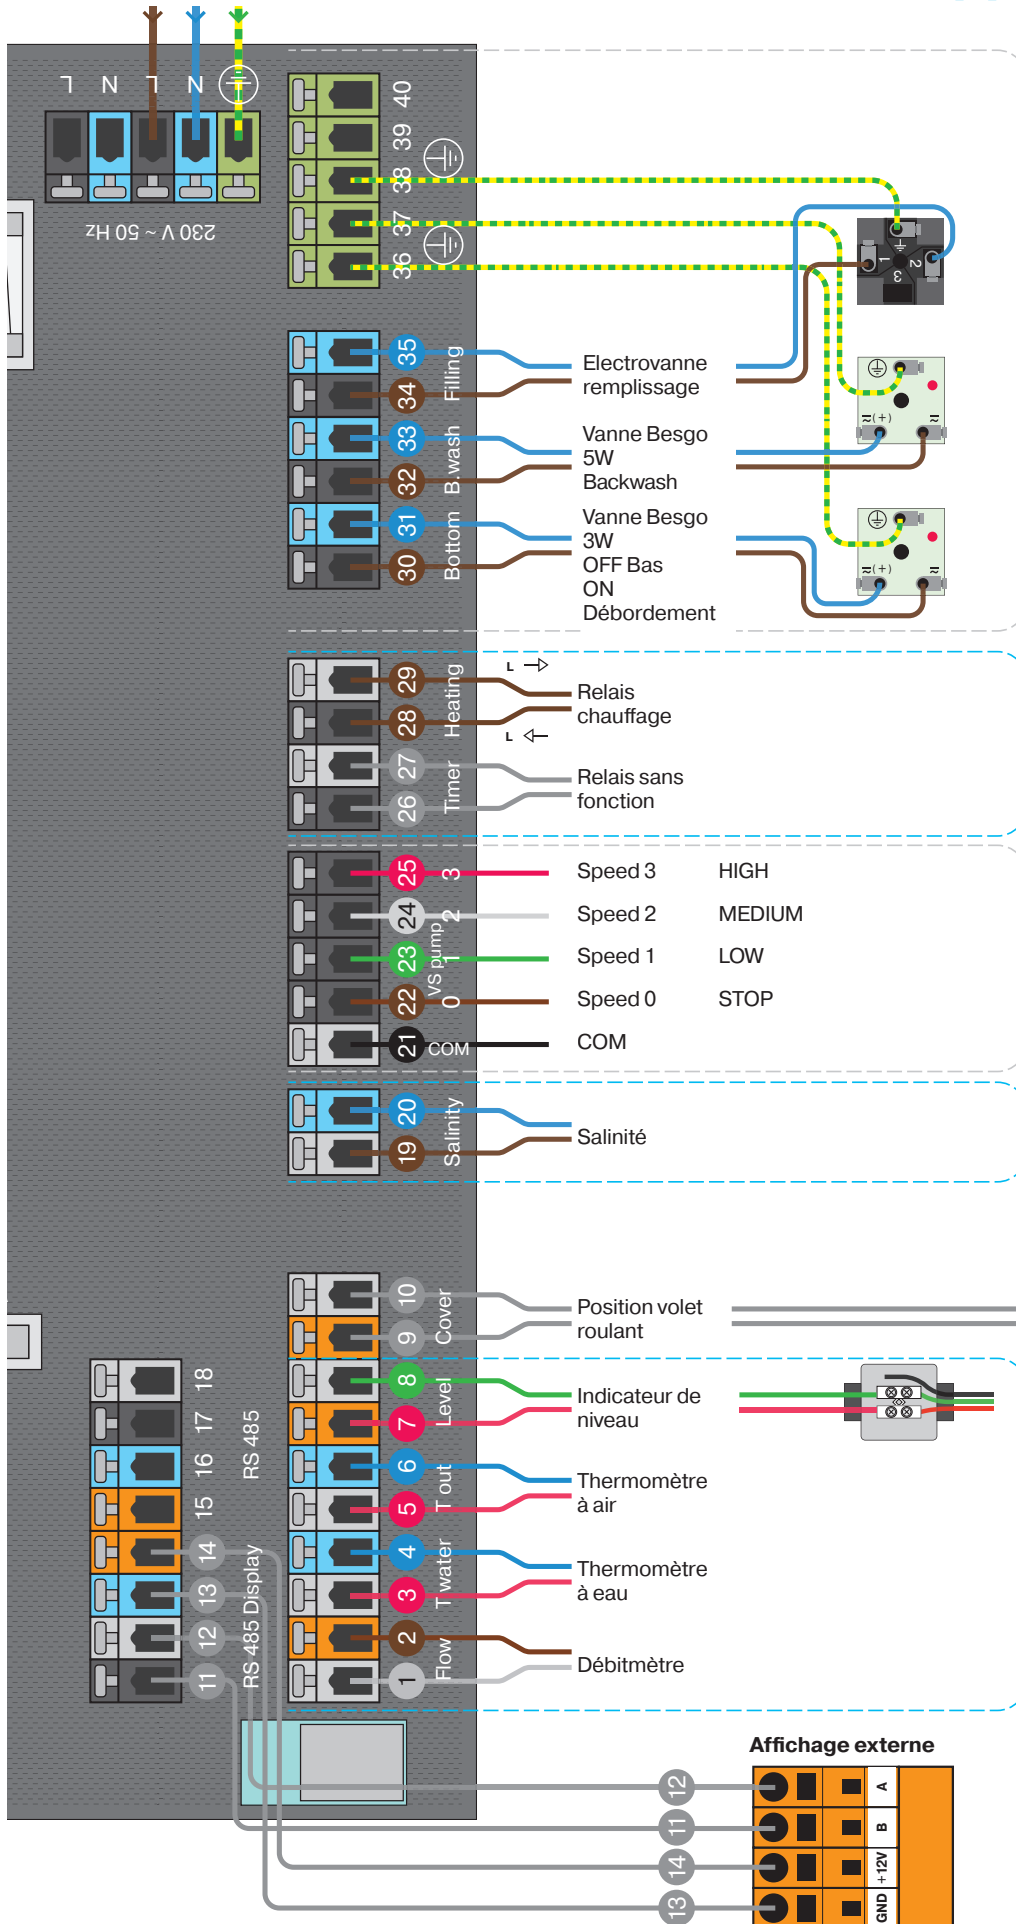 L N L N
230 V ~ 50 Hz
40
39
38
37
36
1 2 3
35
34
Filling
Electrovanne
remplissage
33
32
B.wash
Vanne Besgo
5W
Backwash
≂(+) ≂
31
30
Bottom
Vanne Besgo
3W
OFF Bas
ON
Débordement
≂(+) ≂
29
28
Heating
L
L
Relais
chauffage
27
26
Timer
Relais sans
fonction
25 3 Speed 3 HIGH
24 2 Speed 2 MEDIUM
VS pump
23 1 Speed 1 LOW
22 0 Speed 0 STOP
21 COM COM
20
19
Salinity
Salinité
10
9
Cover
Position volet
roulant
8
7
Level
Indicateur de
niveau
6
5
T out
Thermomètre
à air
4
3
T water
Thermomètre
à eau
2
1
Flow
Débitmètre
18
17
16
15
RS 485
14
13
12
11
RS 485 Display
Affichage externe
12 A
11 B
14 +12V
13 GND